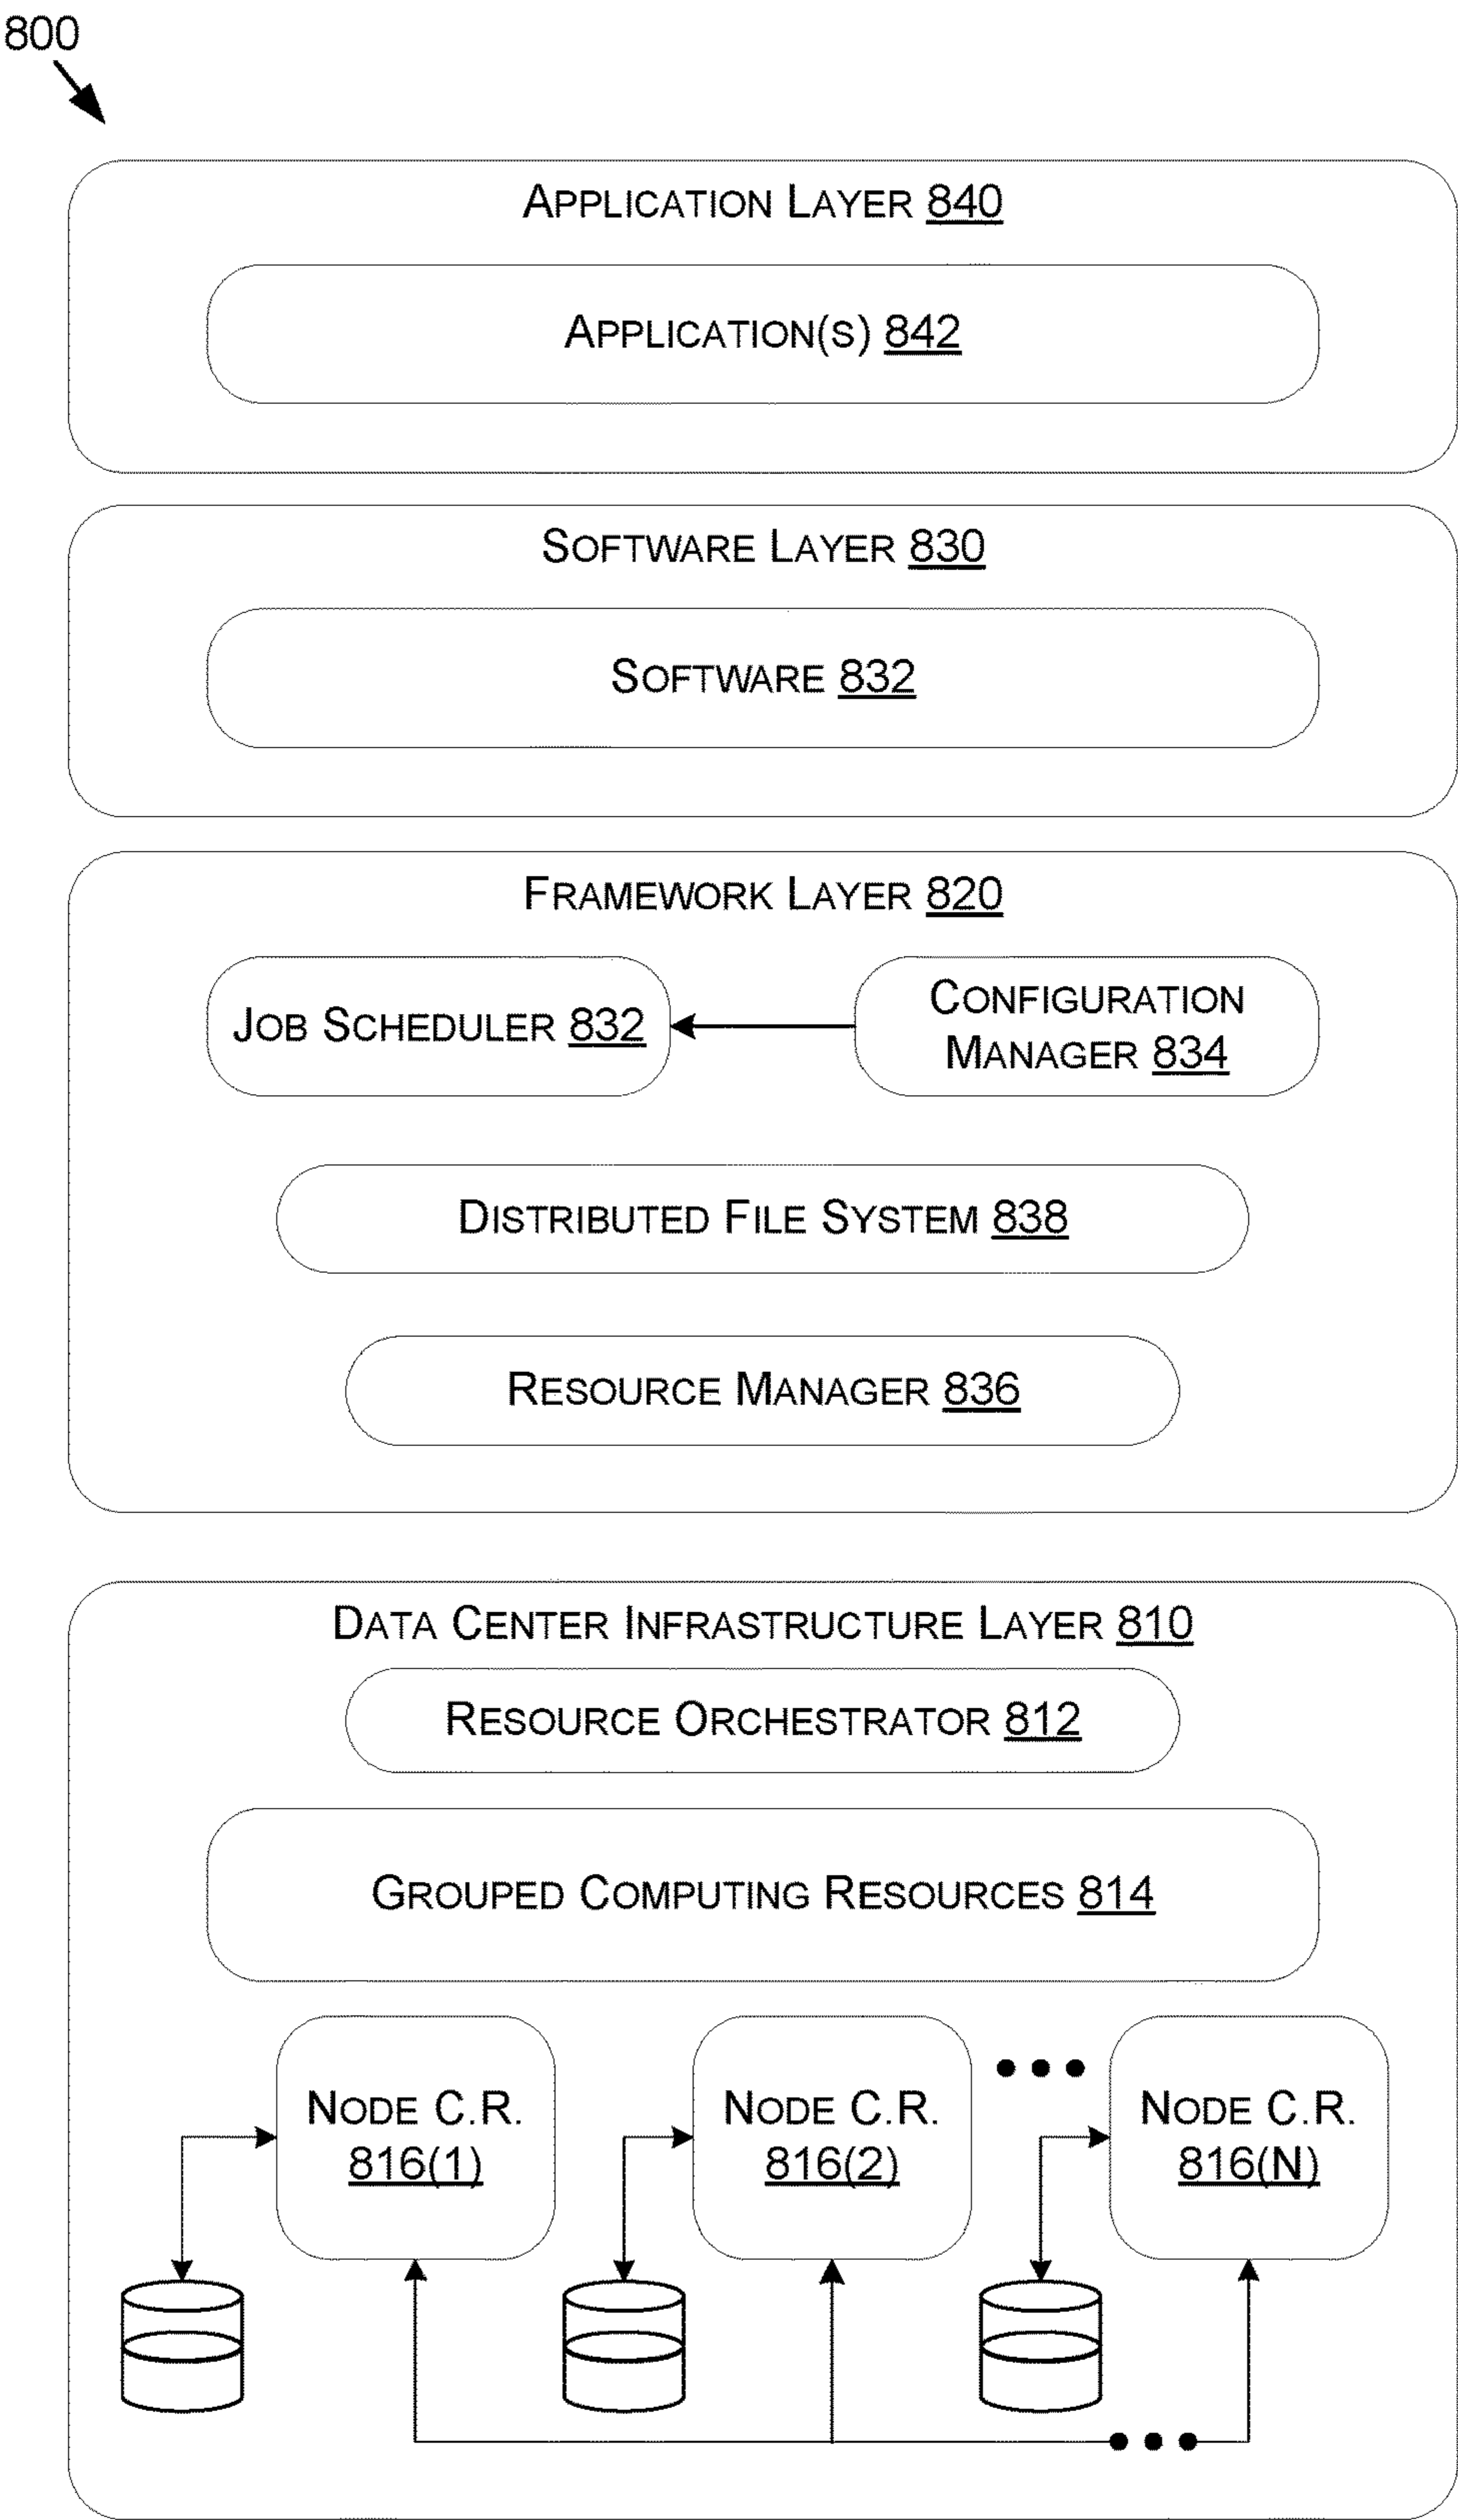 800
APPLICATION LAYER 840
APPLICATION(S) 842
SOFTWARE LAYER 830
SOFTWARE 832
FRAMEWORK LAYER 820
JOB SCHEDULER 832
CONFIGURATION
MANAGER 834
DISTRIBUTED FILE SYSTEM 838
RESOURCE MANAGER 836
DATA CENTER INFRASTRUCTURE LAYER 810
RESOURCE ORCHESTRATOR 812
GROUPED COMPUTING RESOURCES 814
NODE C.R.
816(1)
NODE C.R.
816(2)
NODE C.R.
816(N)